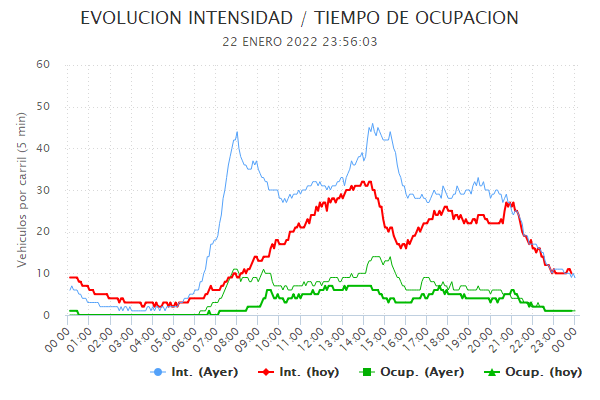 EVOLUCION INTENSIDAD / TIEMPO DE OCUPACION
22 ENERO 2022 23:56:03
Vehiculos por carril (5 min)
60
50
40
30
20
10
0
00:00 01:00 02:00 03:00 04:00 05:00 06:00 07:00 08:00 09:00 10:00 11:00 12:00 13:00 14:00 15:00 16:00 17:00 18:00 19:00 20:00 21:00 22:00 23:00 00:00
Int. (Ayer) Int. (hoy) Ocup. (Ayer) Ocup. (hoy)